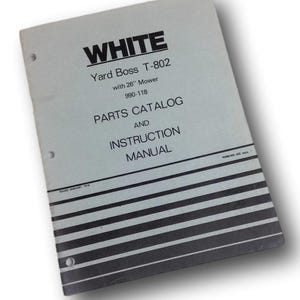 WHITE
Yard Boss T-802
with 26" Mower
990-118
PARTS CATALOG
AND
INSTRUCTION
MANUAL